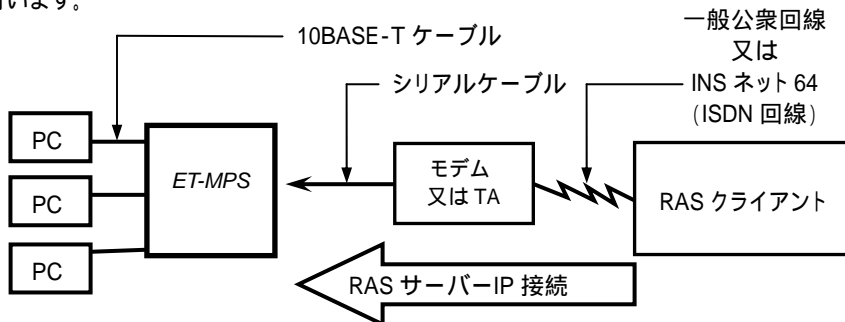 います。
10BASE-T ケーブル
一般公衆回線
又は
INS ネット 64
(ISDN 回線)
シリアルケーブル
PC
PC
PC
ET-MPS
モデム
又は TA
RAS クライアント
RAS サーバーIP 接続